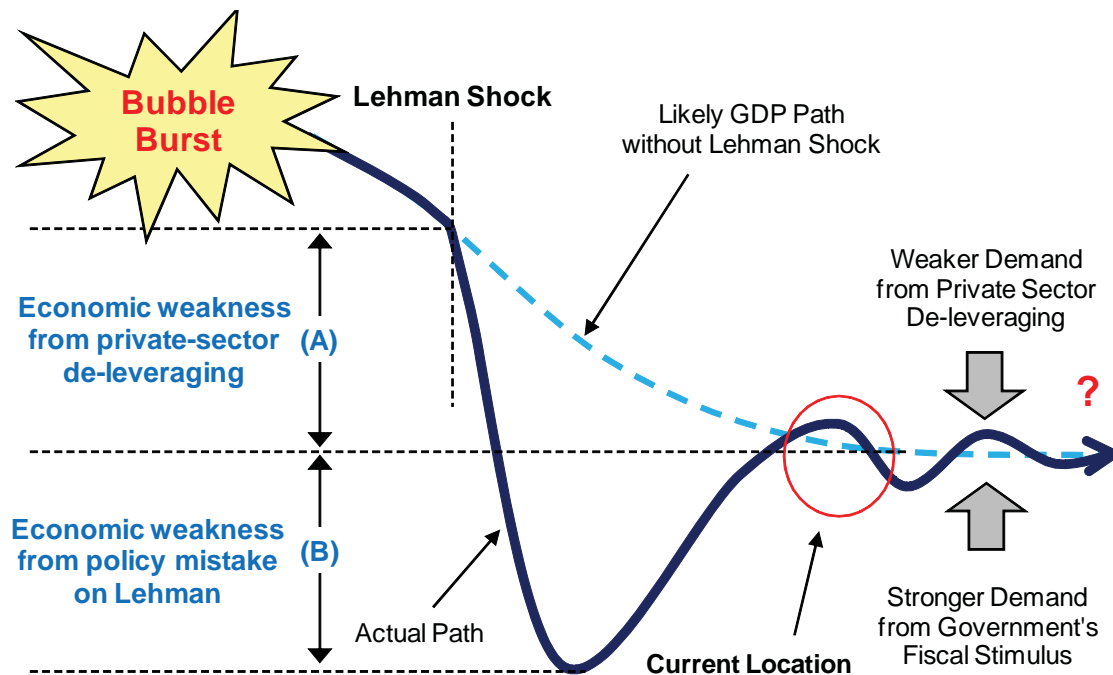 Bubble
Burst
Lehman Shock
Likely GDP Path
without Lehman Shock
Economic weakness
from private-sector
de-leveraging
(A)
Weaker Demand
from Private Sector
De-leveraging
?
Economic weakness
from policy mistake
on Lehman
(B)
Actual Path
Current Location
Stronger Demand
from Government's
Fiscal Stimulus